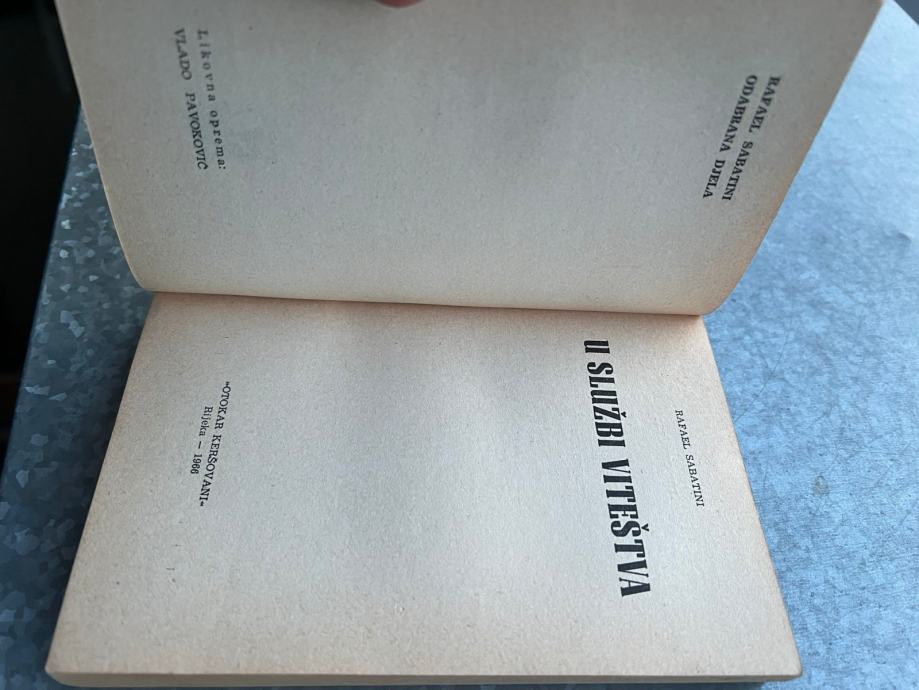 RAFAEL SABATINI
ODABRANA DJELA
Likovna oprema:
VLADO PAVOKOVIĆ
RAFAEL SABATINI
U SLUŽBI VITEŠTVA
"OTOKAR KERŠOVANI"
Rijeka — 1966